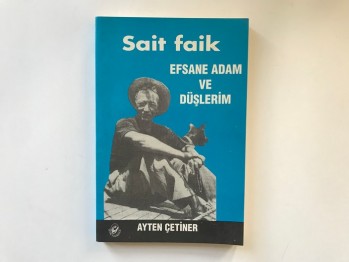 Sait faik
EFSANE ADAM
VE
DÜŞLERİM
AYTEN ÇETİNER